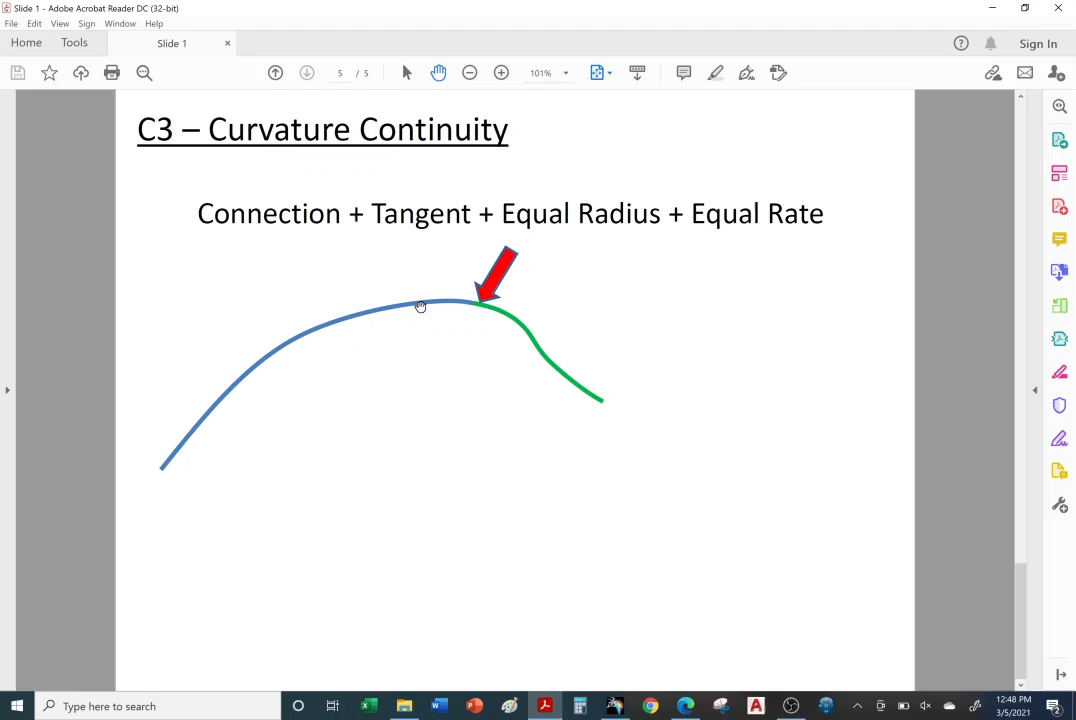 Slide 1 - Adobe Acrobat Reader DC (32-bit)
File Edit View Sign Window Help
Home Tools Slide 1 × Sign In
5 / 5 101%
C3 – Curvature Continuity
Connection + Tangent + Equal Radius + Equal Rate
Type here to search
12:48 PM
3/5/2021
2